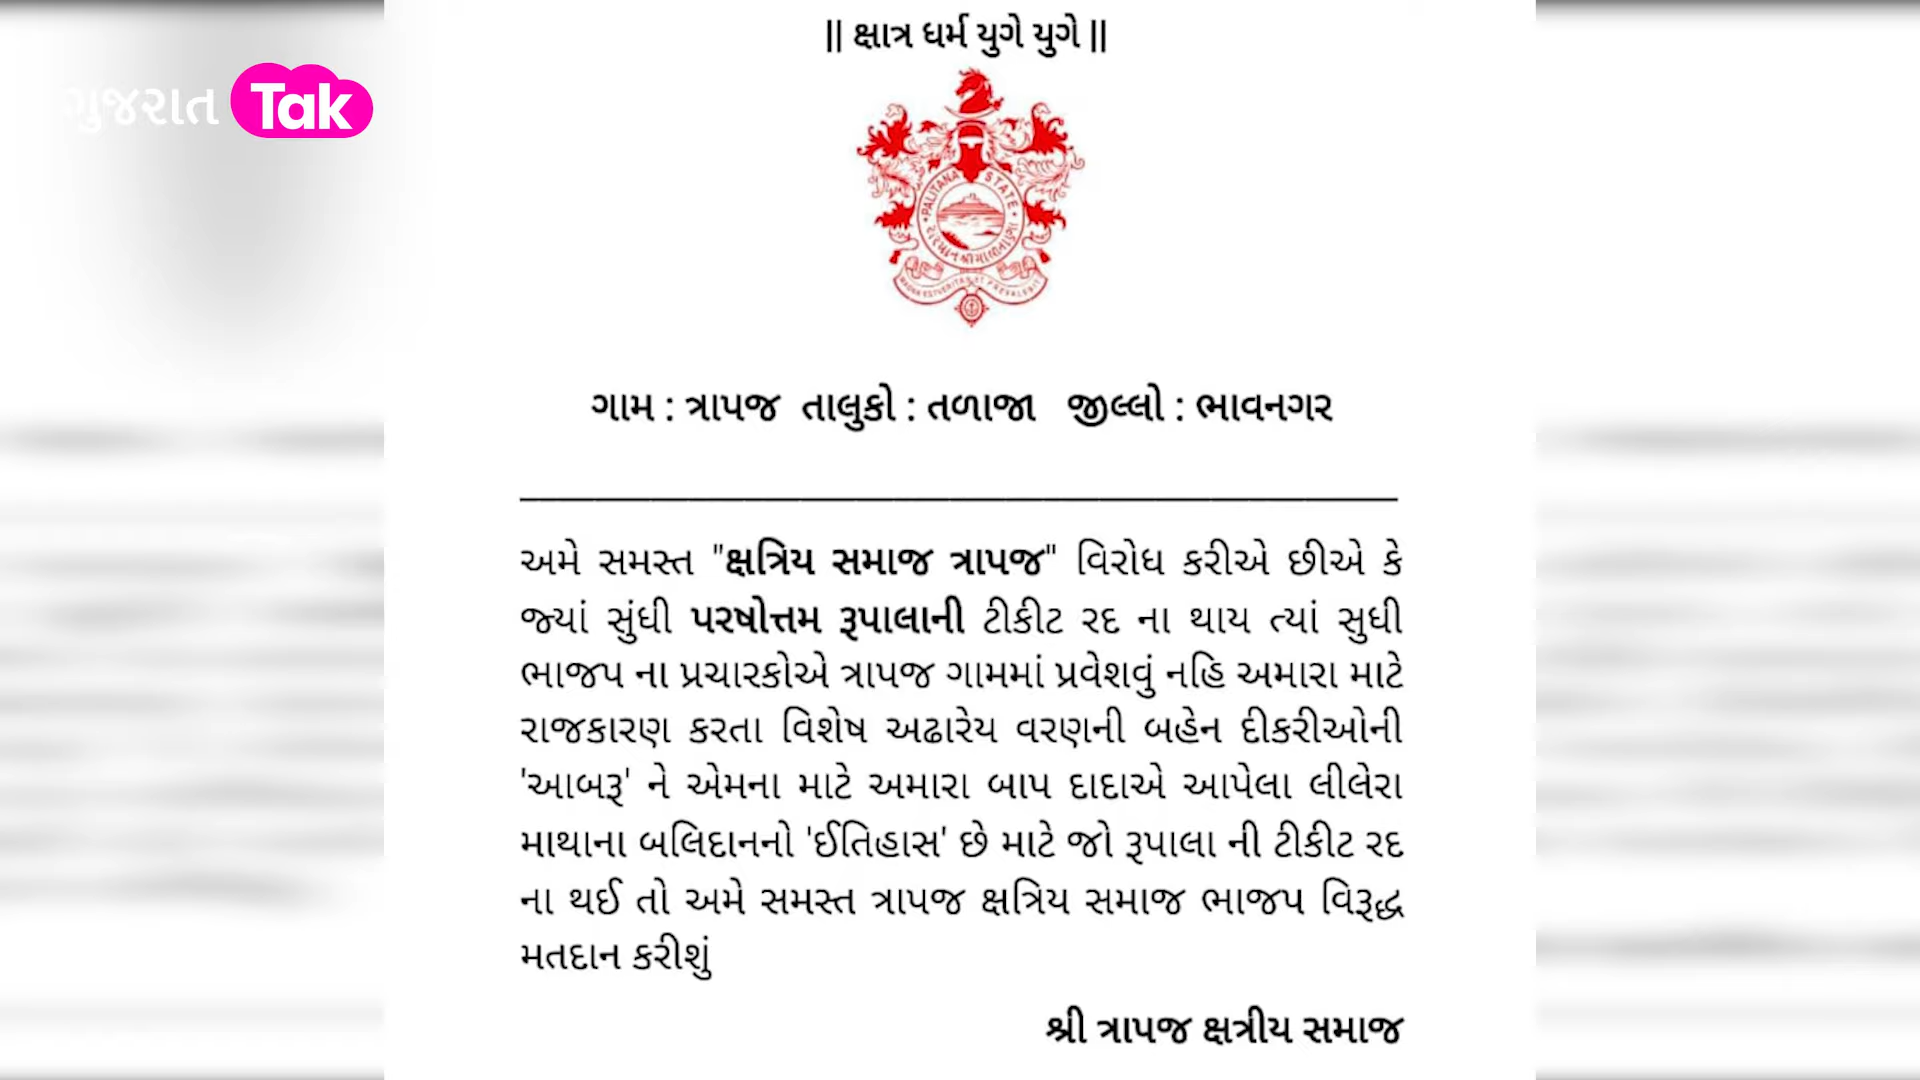 || ક્ષાત્ર ધર્મ યુગે યુગે ||
ગુજરાત Tak
PALITANA STATE
ગામ : ત્રાપજ તાલુકો : તળાજા જીલ્લો : ભાવનગર
અમે સમસ્ત "ક્ષત્રિય સમાજ ત્રાપજ" વિરોધ કરીએ છીએ કે
જ્યાં સુંધી પરષોત્તમ રૂપાલાની ટીકીટ રદ ના થાય ત્યાં સુધી
ભાજપ ના પ્રચારકોએ ત્રાપજ ગામમાં પ્રવેશવું નહિ અમારા માટે
રાજકારણ કરતા વિશેષ અઢારેય વરણની બહેન દીકરીઓની
'આબરૂ' ને એમના માટે અમારા બાપ દાદાએ આપેલા લીલેરા
માથાના બલિદાનનો 'ઈતિહાસ' છે માટે જો રૂપાલા ની ટીકીટ રદ
ના થઈ તો અમે સમસ્ત ત્રાપજ ક્ષત્રિય સમાજ ભાજપ વિરૂદ્ધ
મતદાન કરીશું
શ્રી ત્રાપજ ક્ષત્રીય સમાજ